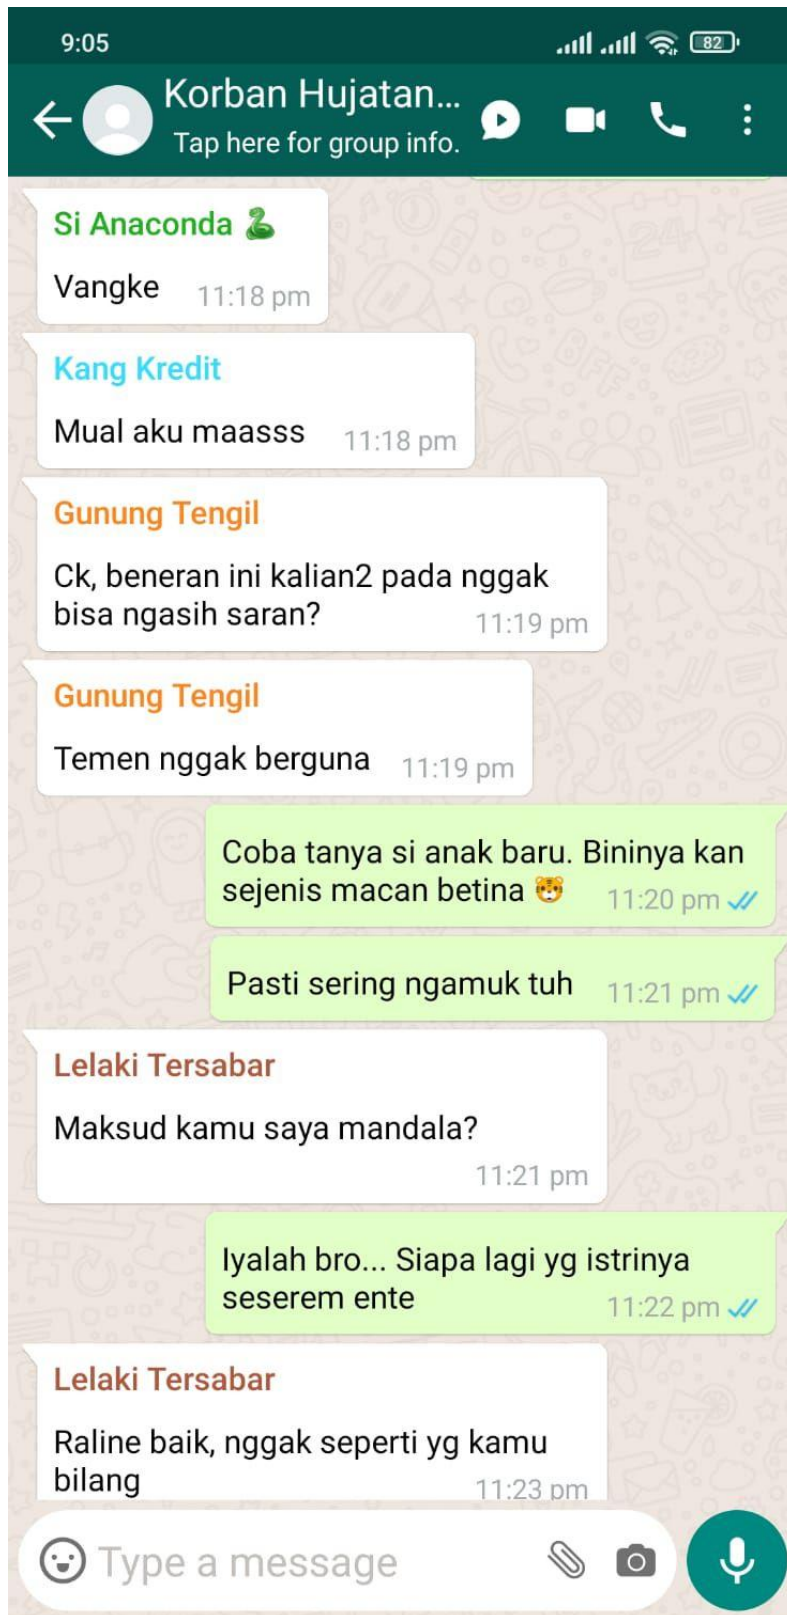 9:05
82
Korban Hujatan...
Tap here for group info.
Si Anaconda 🐍
Vangke 11:18 pm
Kang Kredit
Mual aku maasss 11:18 pm
Gunung Tengil
Ck, beneran ini kalian2 pada nggak
bisa ngasih saran? 11:19 pm
Gunung Tengil
Temen nggak berguna 11:19 pm
Coba tanya si anak baru. Bininya kan
sejenis macan betina 🐯 11:20 pm
Pasti sering ngamuk tuh 11:21 pm
Lelaki Tersabar
Maksud kamu saya mandala?
11:21 pm
Iyalah bro... Siapa lagi yg istrinya
seserem ente 11:22 pm
Lelaki Tersabar
Raline baik, nggak seperti yg kamu
bilang 11:23 pm
Type a message